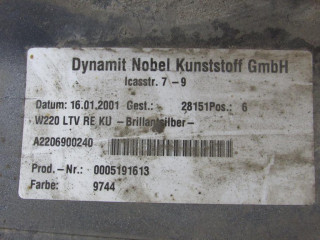 Dynamit Nobel Kunststoff GmbH
Icasstr. 7-9
Datum: 16.01.2001 Gest.: 28151Pos.: 6
W220 LTV RE KU -Brillantsilber-
A2206900240
Prod.-Nr.: 0005191613
Farbe: 9744